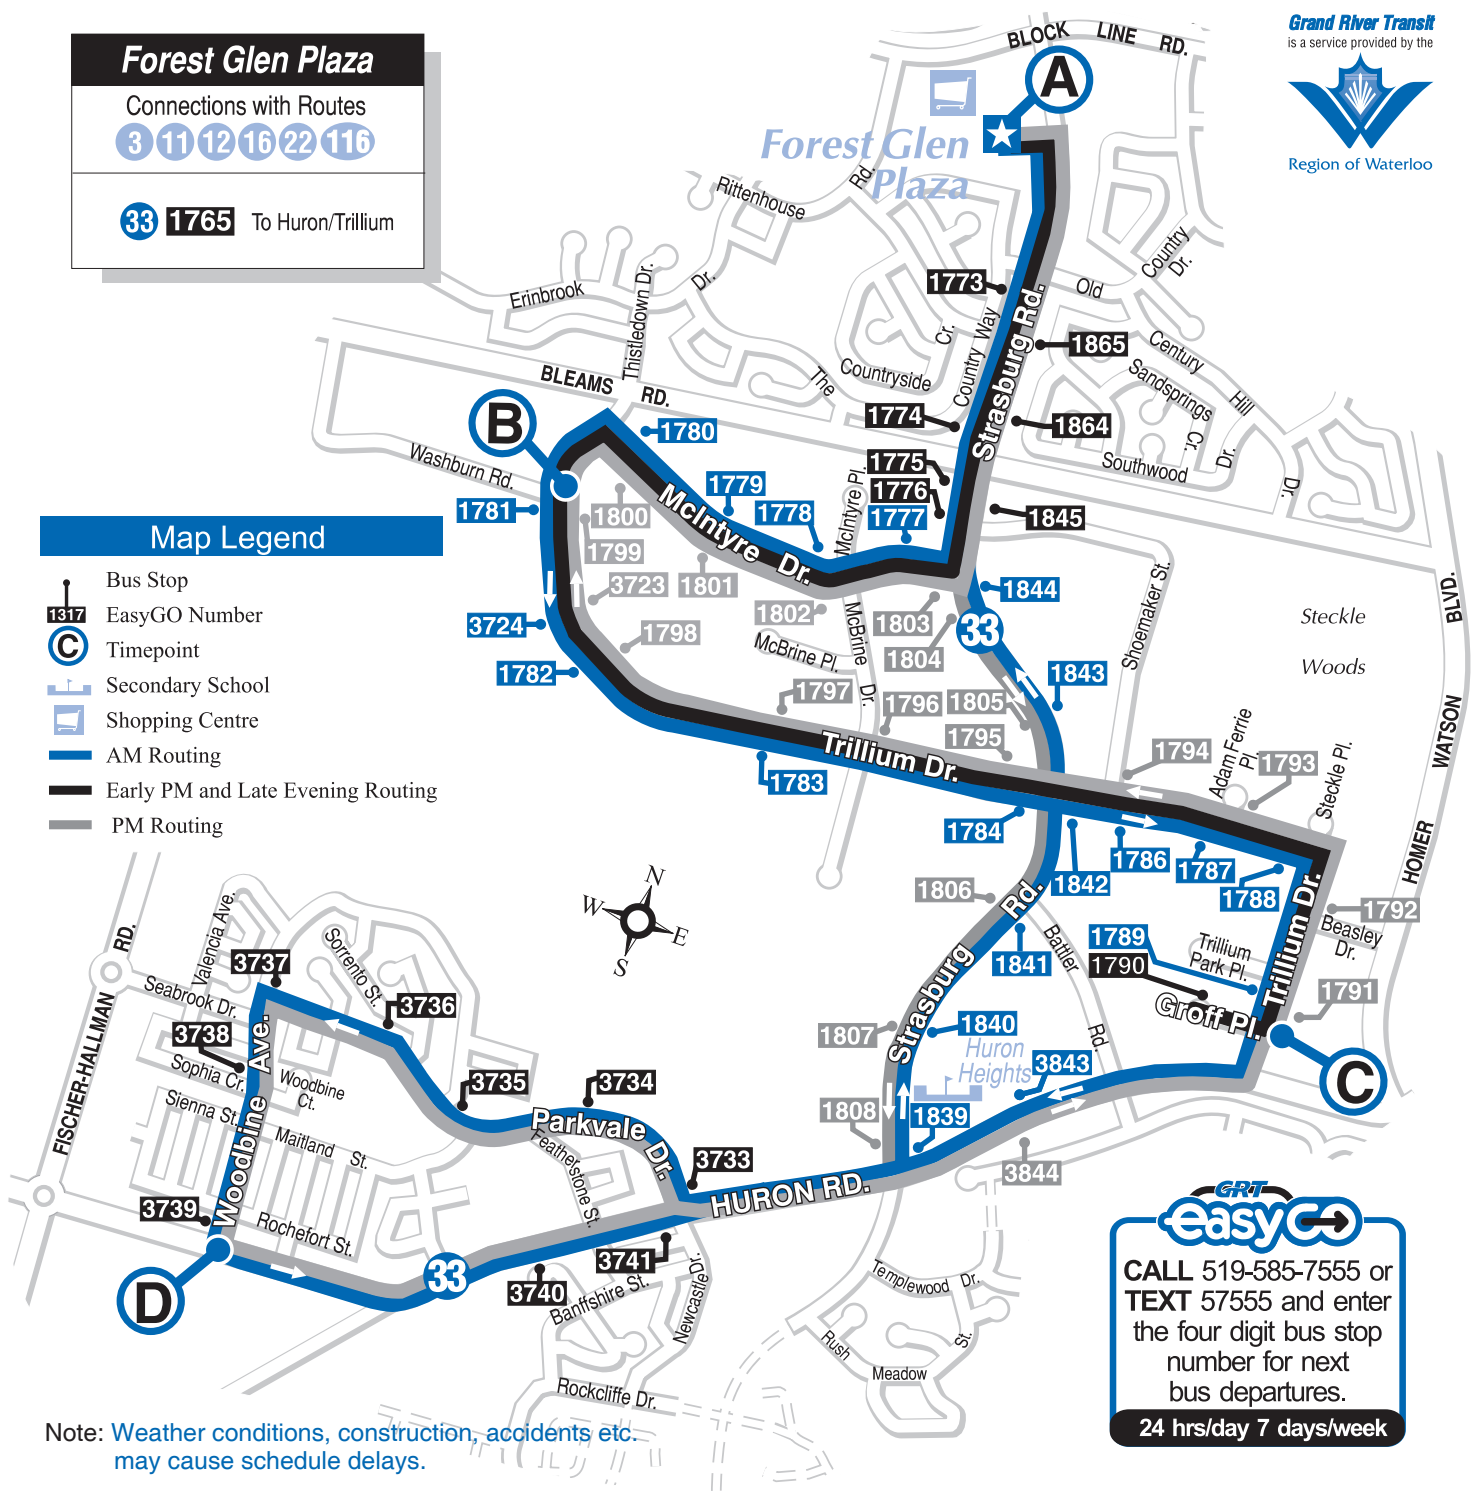 Forest Glen Plaza
Connections with Routes
3 11 12 16 22 116
33 1765 To Huron/Trillium
Grand River Transit
is a service provided by the
Region of Waterloo
BLOCK LINE RD.
A
Forest Glen
Plaza
Rittenhouse
Rd.
Country
Dr.
Erinbrook
Dr.
Thistledown Dr.
1773
Old
Cr.
Country Way
Strasburg Rd.
1865
Century
Hill
Dr.
Sandsprings
Cr.
The
Countryside
BLEAMS RD.
1774
1864
B
1780
Washburn Rd.
1775
Southwood
Dr.
1776
1781
1779
1778
McIntyre Pl.
1777
1845
1800
McIntyre Dr.
Map Legend
Bus Stop
1317 EasyGO Number
C Timepoint
Secondary School
Shopping Centre
AM Routing
Early PM and Late Evening Routing
PM Routing
1799
3723
1801
1802
1844
3724
1798
McBrine Dr.
McBrine Pl.
1803
33
1804
Shoemaker St.
Steckle
Woods
HOMER WATSON BLVD.
1782
1797
1796
1805
1843
1795
Trillium Dr.
1794
Adam Ferrie
Pl.
1793
Steckle Pl.
1783
1784
1786
1787
1788
1842
1806
Strasburg Rd.
Battler
Rd.
1792
Beasley
Dr.
Trillium Dr.
1789
1790
Trillium
Park Pl.
Groff Pl.
1791
1841
1807
1840
Huron
Heights
3843
C
1808
1839
3844
N
W
E
S
FISCHER-HALLMAN RD.
Valencia Ave.
3737
Sorrento St.
Seabrook Dr.
3736
3738
Sophia Cr.
Woodbine
Ct.
Sienna St.
Woodbine Ave.
Maitland St.
3735
3734
Parkvale Dr.
Featherstone St.
3733
HURON RD.
3739
Rochefort St.
D
33
3741
3740
Banffshire St.
Newcastle Dr.
Rockcliffe Dr.
Templewood Dr.
Rush
Meadow
St.
GRT
easyGO
CALL 519-585-7555 or
TEXT 57555 and enter
the four digit bus stop
number for next
bus departures.
24 hrs/day 7 days/week
Note: Weather conditions, construction, accidents etc.
may cause schedule delays.